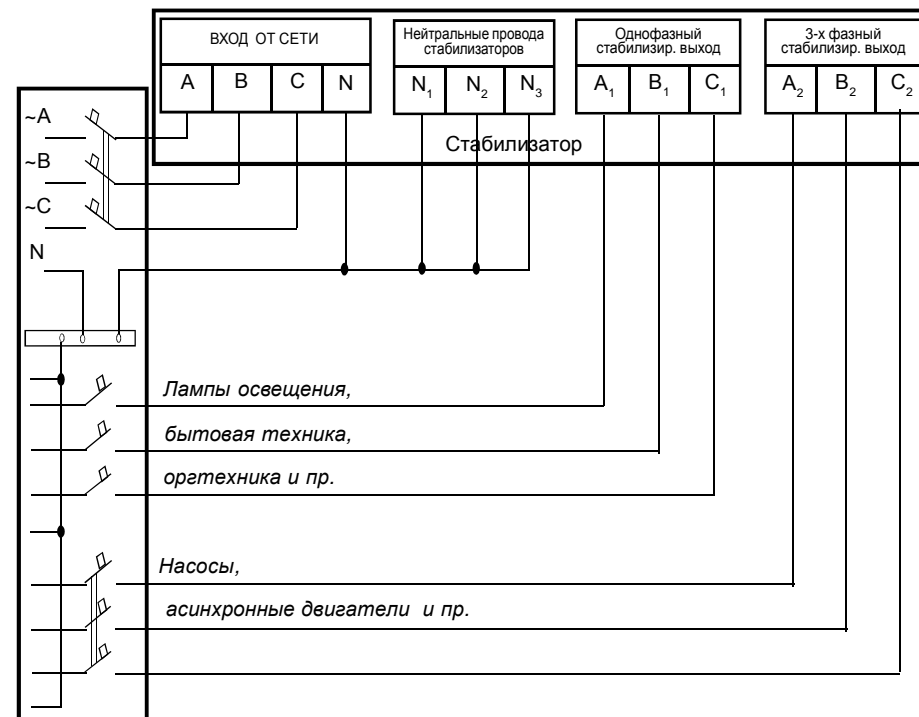 ВХОД ОТ СЕТИ
A B C N
Нейтральные провода
стабилизаторов
N1 N2 N3
Однофазный
стабилизир. выход
A1 B1 C1
3-х фазный
стабилизир. выход
A2 B2 C2
Стабилизатор
~A
~B
~C
N
Лампы освещения,
бытовая техника,
оргтехника и пр.
Насосы,
асинхронные двигатели и пр.